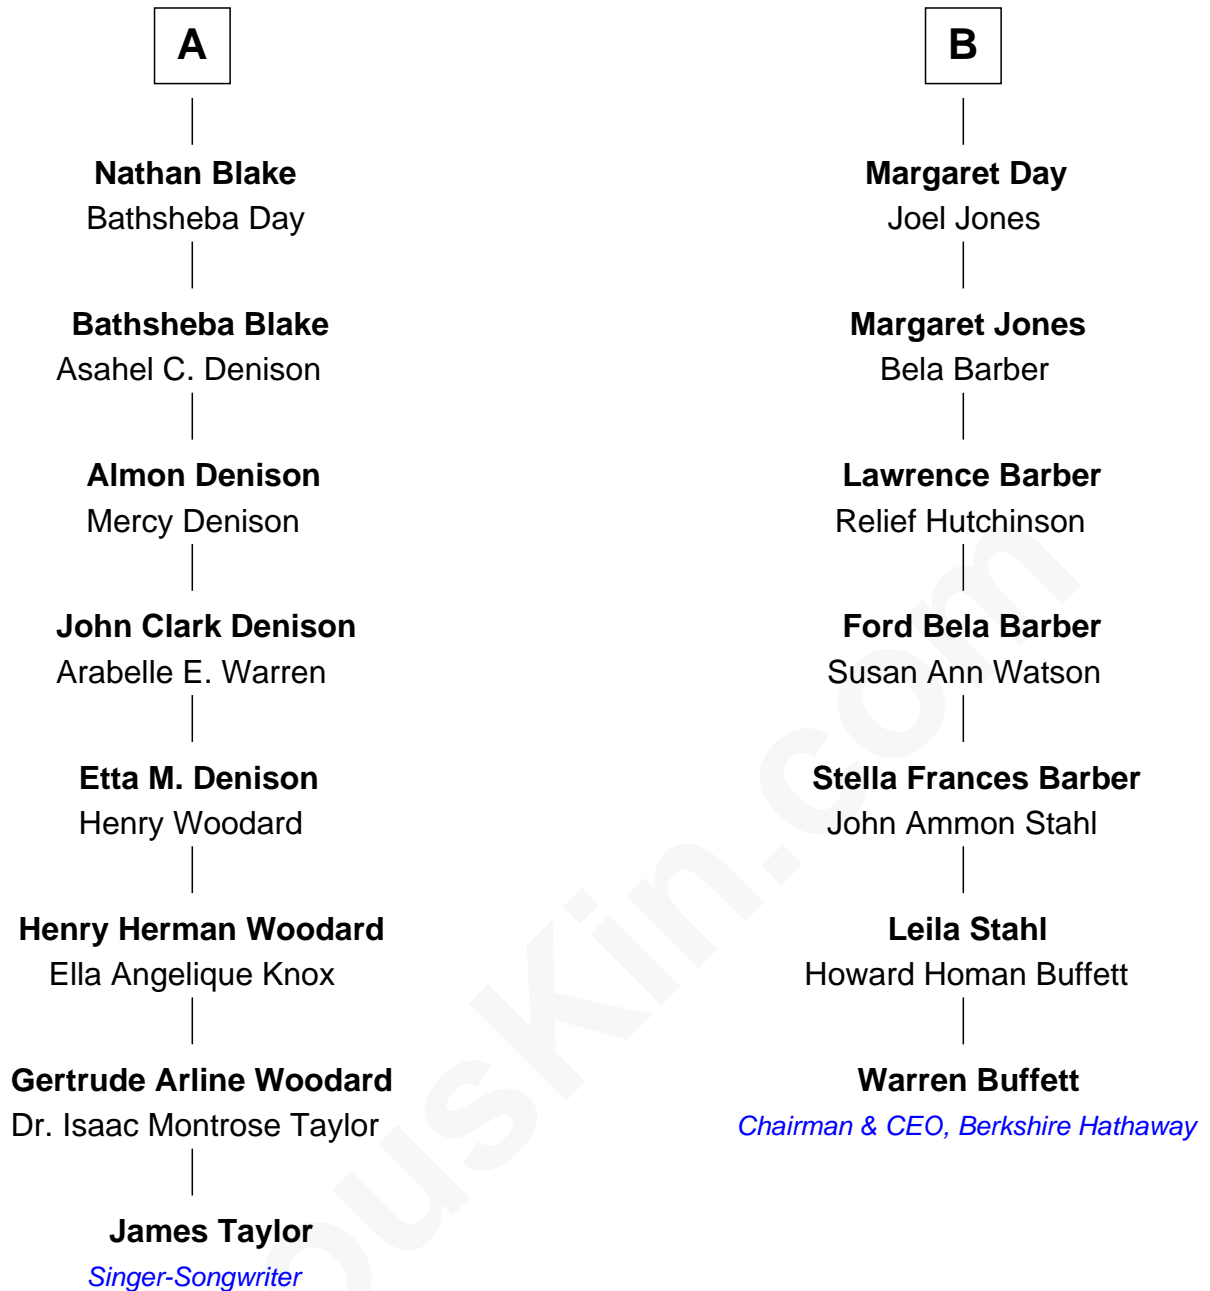 A
Nathan Blake
Bathsheba Day
Bathsheba Blake
Asahel C. Denison
Almon Denison
Mercy Denison
John Clark Denison
Arabelle E. Warren
Etta M. Denison
Henry Woodard
Henry Herman Woodard
Ella Angelique Knox
Gertrude Arline Woodard
Dr. Isaac Montrose Taylor
James Taylor
Singer-Songwriter
B
Margaret Day
Joel Jones
Margaret Jones
Bela Barber
Lawrence Barber
Relief Hutchinson
Ford Bela Barber
Susan Ann Watson
Stella Frances Barber
John Ammon Stahl
Leila Stahl
Howard Homan Buffett
Warren Buffett
Chairman & CEO, Berkshire Hathaway
ousKin.com